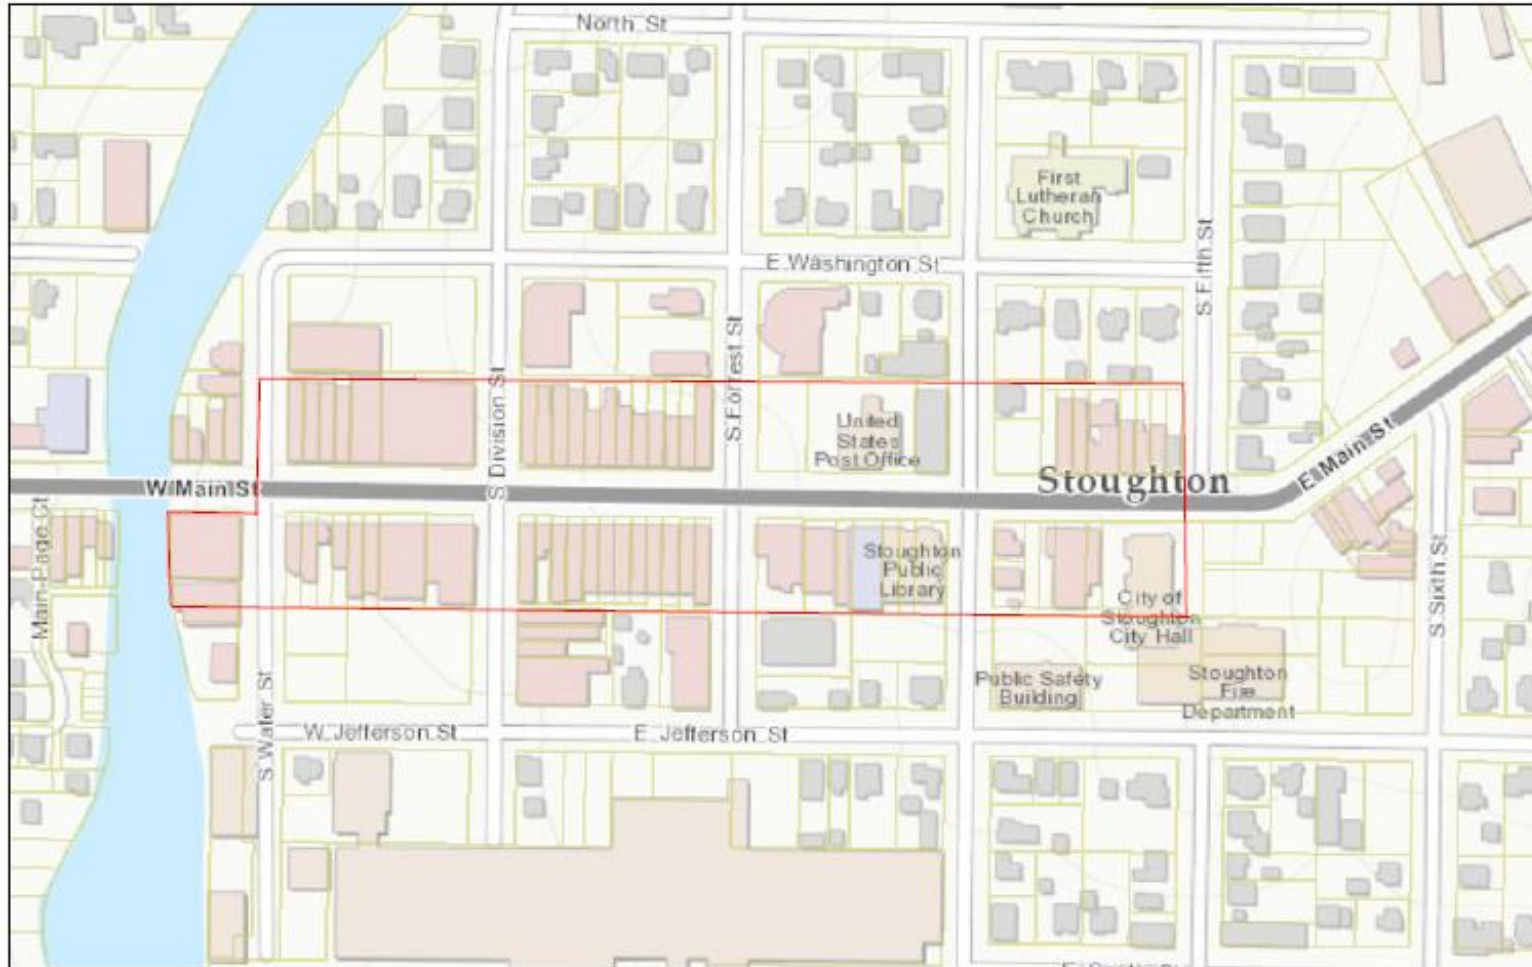 North St
First
Lutheran
Church
E Washington St
S Fifth St
S Forrest St
S Division St
United
States
Post Office
Stoughton
E Main St
W Main St
Main-Page Ct
Stoughton
Public
Library
S Sixth St
City of
Stoughton
City Hall
Public Safety
Building
Stoughton
Fire
Department
S Water St
W Jefferson St
E Jefferson St